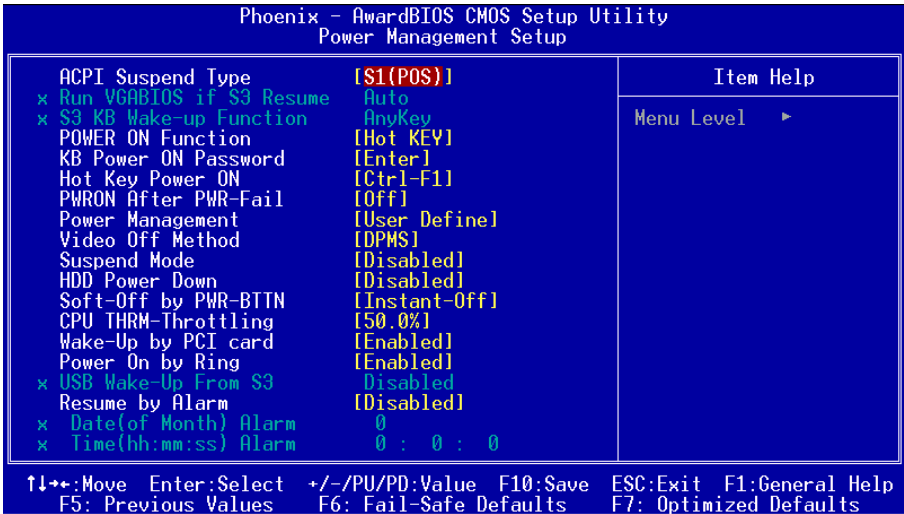 Phoenix - AwardBIOS CMOS Setup Utility
Power Management Setup
ACPI Suspend Type [S1(POS)]
x Run VGABIOS if S3 Resume Auto
x S3 KB Wake-up Function AnyKey
POWER ON Function [Hot KEY]
KB Power ON Password [Enter]
Hot Key Power ON [Ctrl-F1]
PWRON After PWR-Fail [Off]
Power Management [User Define]
Video Off Method [DPMS]
Suspend Mode [Disabled]
HDD Power Down [Disabled]
Soft-Off by PWR-BTTN [Instant-Off]
CPU THRM-Throttling [50.0%]
Wake-Up by PCI card [Enabled]
Power On by Ring [Enabled]
x USB Wake-Up From S3 Disabled
Resume by Alarm [Disabled]
x Date(of Month) Alarm 0
x Time(hh:mm:ss) Alarm 0 : 0 : 0
Item Help
Menu Level ►
↑↓→←:Move Enter:Select +/-/PU/PD:Value F10:Save ESC:Exit F1:General Help
F5: Previous Values F6: Fail-Safe Defaults F7: Optimized Defaults